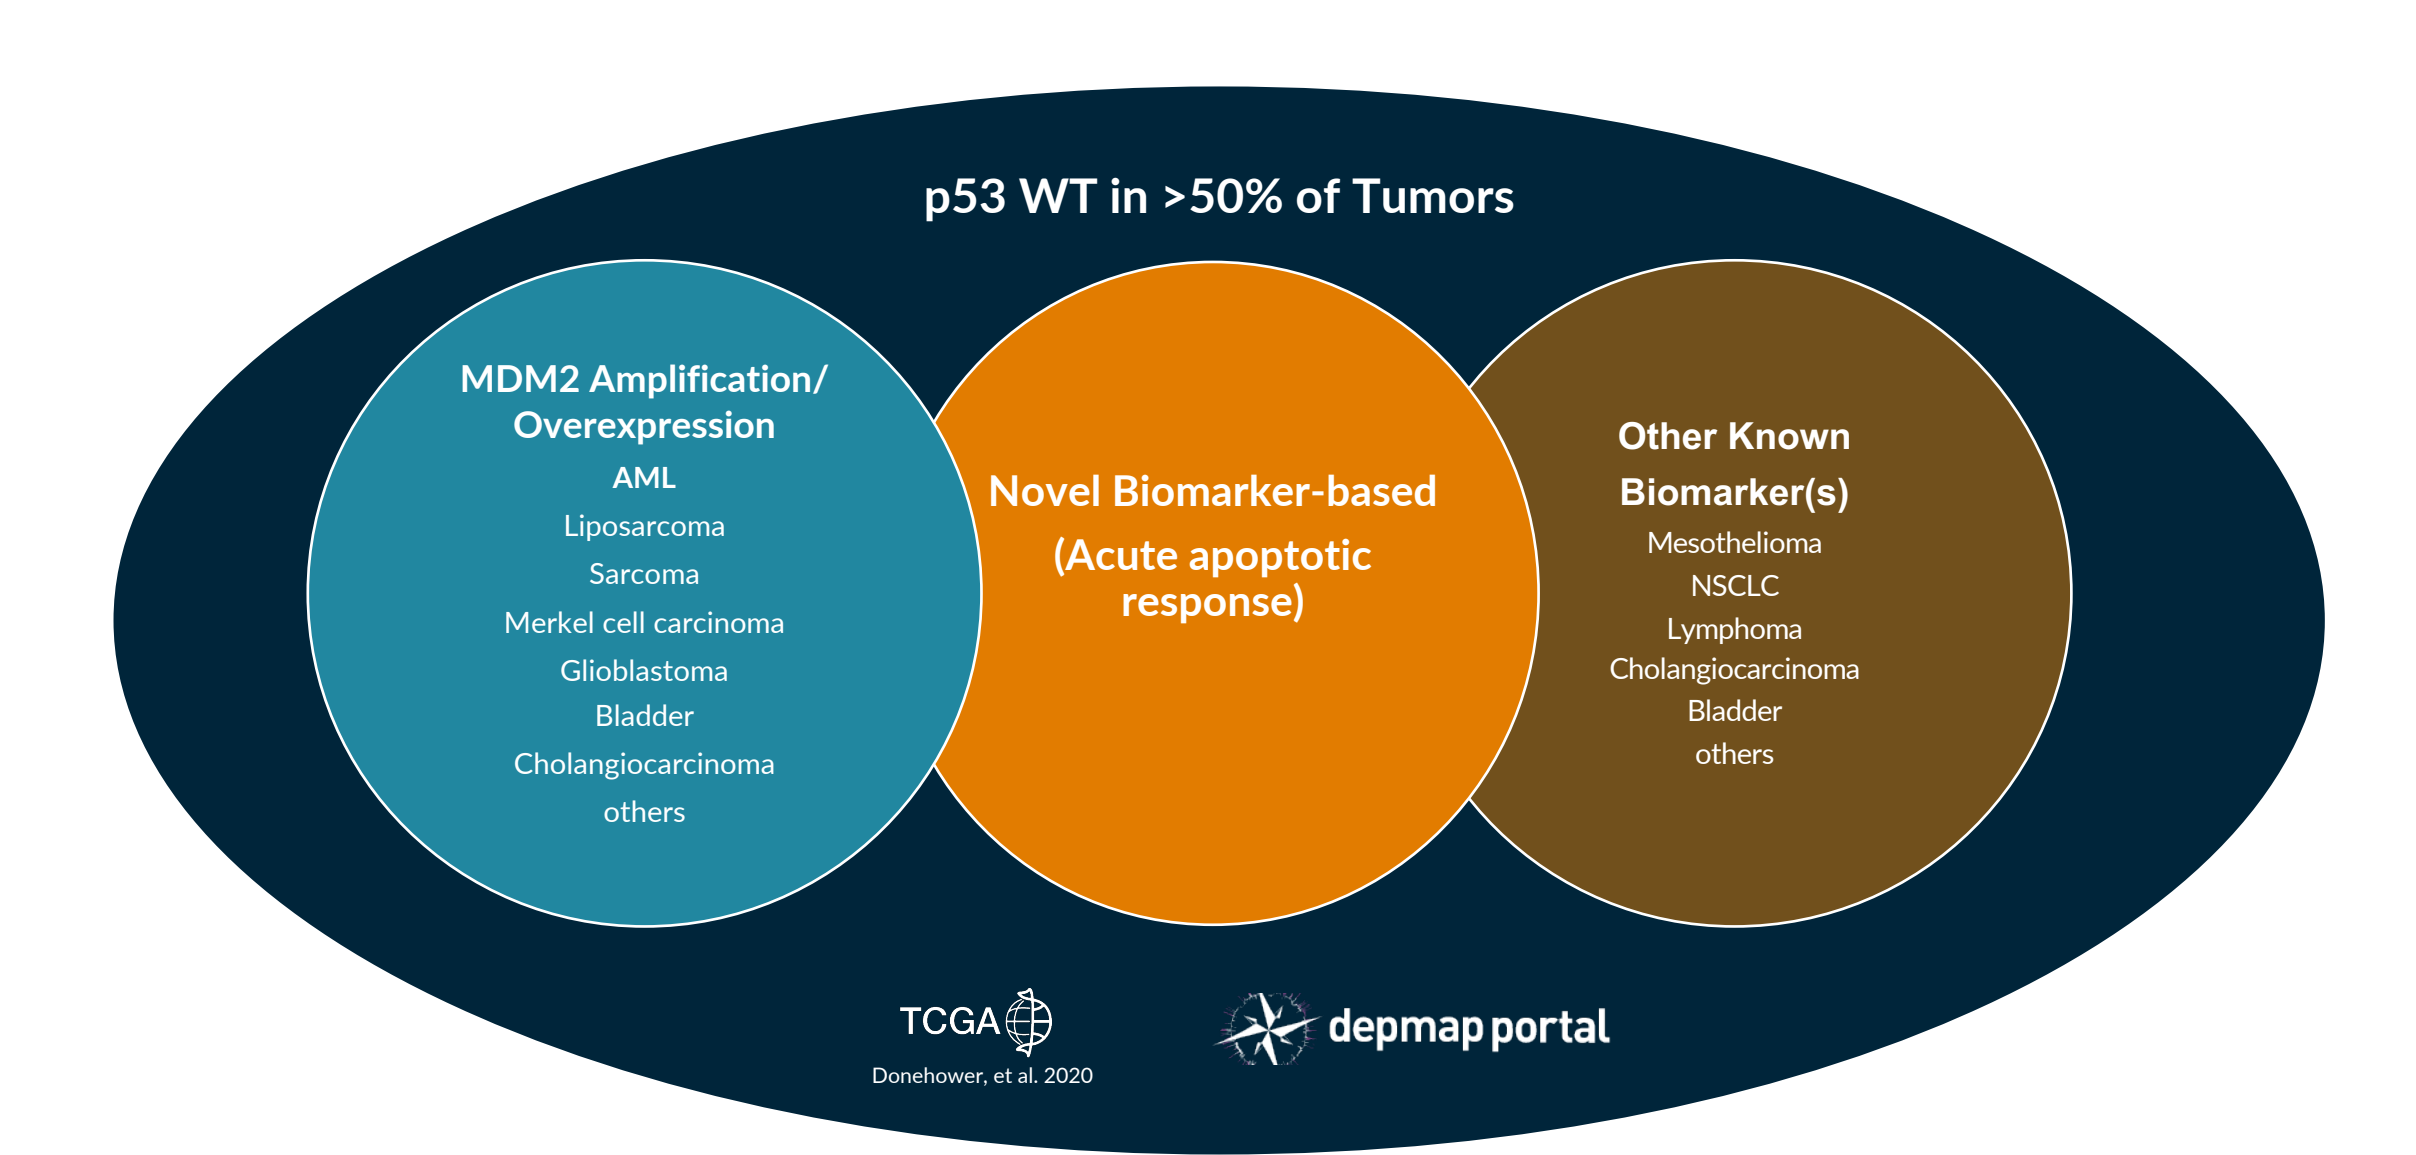 p53 WT in >50% of Tumors
MDM2 Amplification/
Overexpression
AML
Liposarcoma
Sarcoma
Merkel cell carcinoma
Glioblastoma
Bladder
Cholangiocarcinoma
others
Novel Biomarker-based
(Acute apoptotic
response)
Other Known
Biomarker(s)
Mesothelioma
NSCLC
Lymphoma
Cholangiocarcinoma
Bladder
others
TCGA
Donehower, et al. 2020
depmap portal